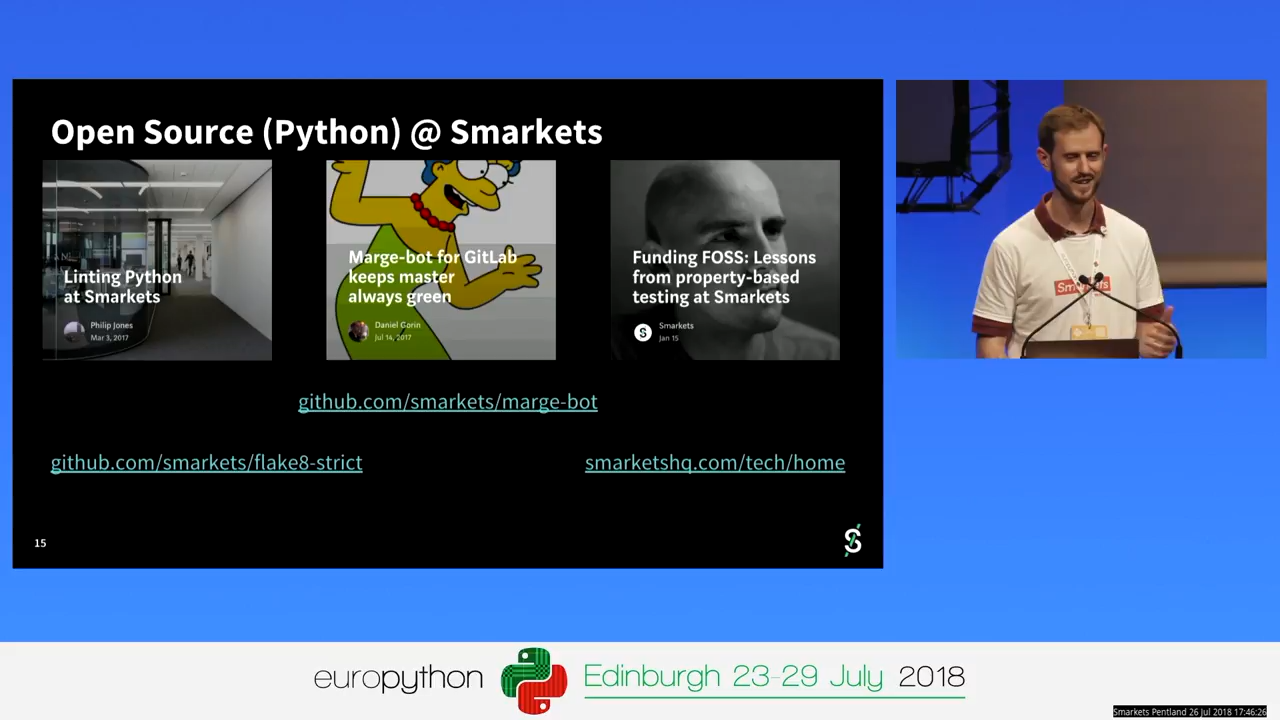 Open Source (Python) @ Smarkets
Linting Python
at Smarkets
Philip Jones
Mar 3, 2017
Marge-bot for GitLab
keeps master
always green
Daniel Gorin
Jul 14, 2017
Funding FOSS: Lessons
from property-based
testing at Smarkets
S
Smarkets
Jan 15
github.com/smarkets/marge-bot
github.com/smarkets/flake8-strict
smarketshq.com/tech/home
15
S
Smarkets
europython
Edinburgh 23-29 July 2018
Smarkets Pentland 26 Jul 2018 17:46:26